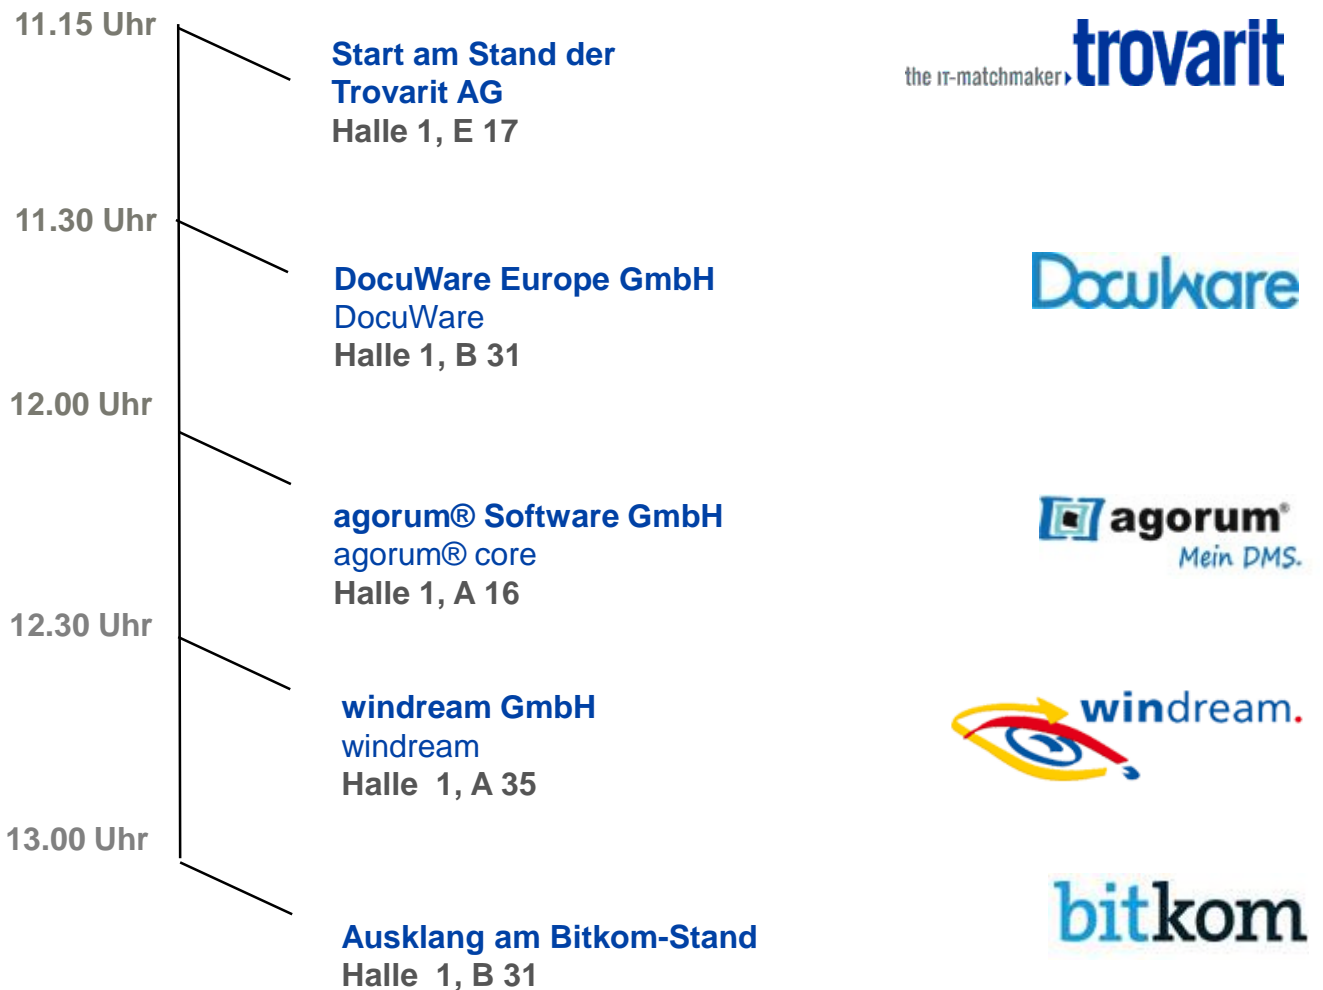 11.15 Uhr
Start am Stand der
Trovarit AG
Halle 1, E 17
the IT-matchmaker trovarit
11.30 Uhr
DocuWare Europe GmbH
DocuWare
Halle 1, B 31
DocuWare
12.00 Uhr
agorum® Software GmbH
agorum® core
Halle 1, A 16
agorum®
Mein DMS.
12.30 Uhr
windream GmbH
windream
Halle 1, A 35
windream.
13.00 Uhr
Ausklang am Bitkom-Stand
Halle 1, B 31
bitkom